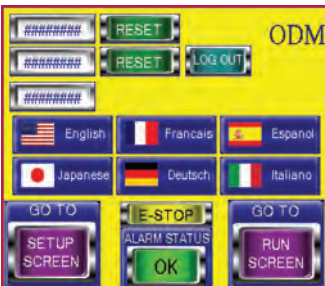 ######## RESET ODM
######## RESET LOG OUT
########
English Francais Espanol
Japanese Deutsch Italiano
GO TO E-STOP GO TO
SETUP SCREEN ALARM STATUS OK RUN SCREEN